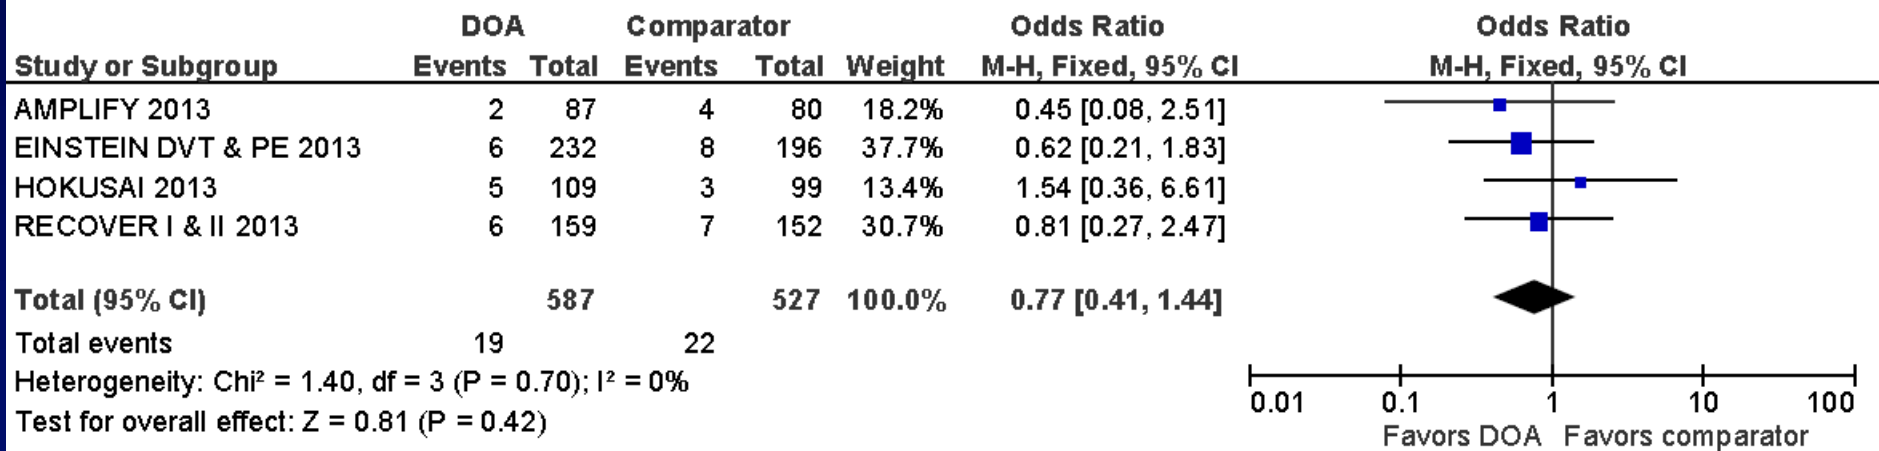 DOA Comparator Odds Ratio Odds Ratio
Study or Subgroup Events Total Events Total Weight M-H, Fixed, 95% CI M-H, Fixed, 95% CI
AMPLIFY 2013 2 87 4 80 18.2% 0.45 [0.08, 2.51]
EINSTEIN DVT & PE 2013 6 232 8 196 37.7% 0.62 [0.21, 1.83]
HOKUSAI 2013 5 109 3 99 13.4% 1.54 [0.36, 6.61]
RECOVER I & II 2013 6 159 7 152 30.7% 0.81 [0.27, 2.47]
Total (95% CI) 587 527 100.0% 0.77 [0.41, 1.44]
Total events 19 22
Heterogeneity: Chi² = 1.40, df = 3 (P = 0.70); I² = 0%
Test for overall effect: Z = 0.81 (P = 0.42)
0.01 0.1 1 10 100
Favors DOA Favors comparator